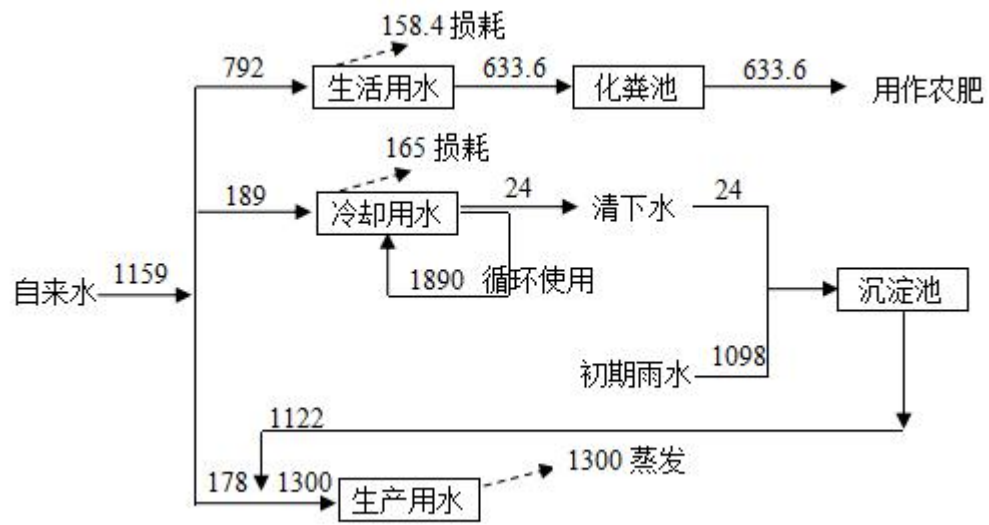 158.4 损耗
792
生活用水
633.6
化粪池
633.6
用作农肥
165 损耗
189
冷却用水
24
清下水
24
1890 循环使用
自来水
1159
沉淀池
初期雨水
1098
1122
178
1300
生产用水
1300 蒸发